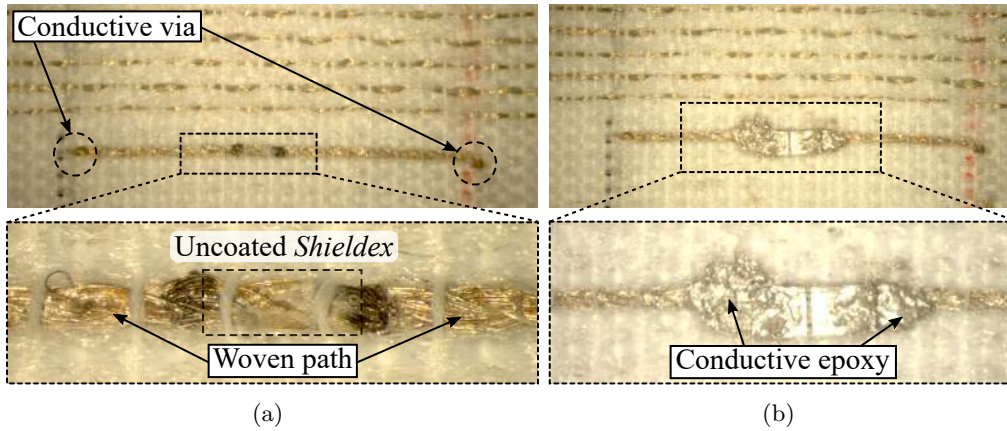 Conductive via
Uncoated Shieldex
Woven path
Conductive epoxy
(a)
(b)